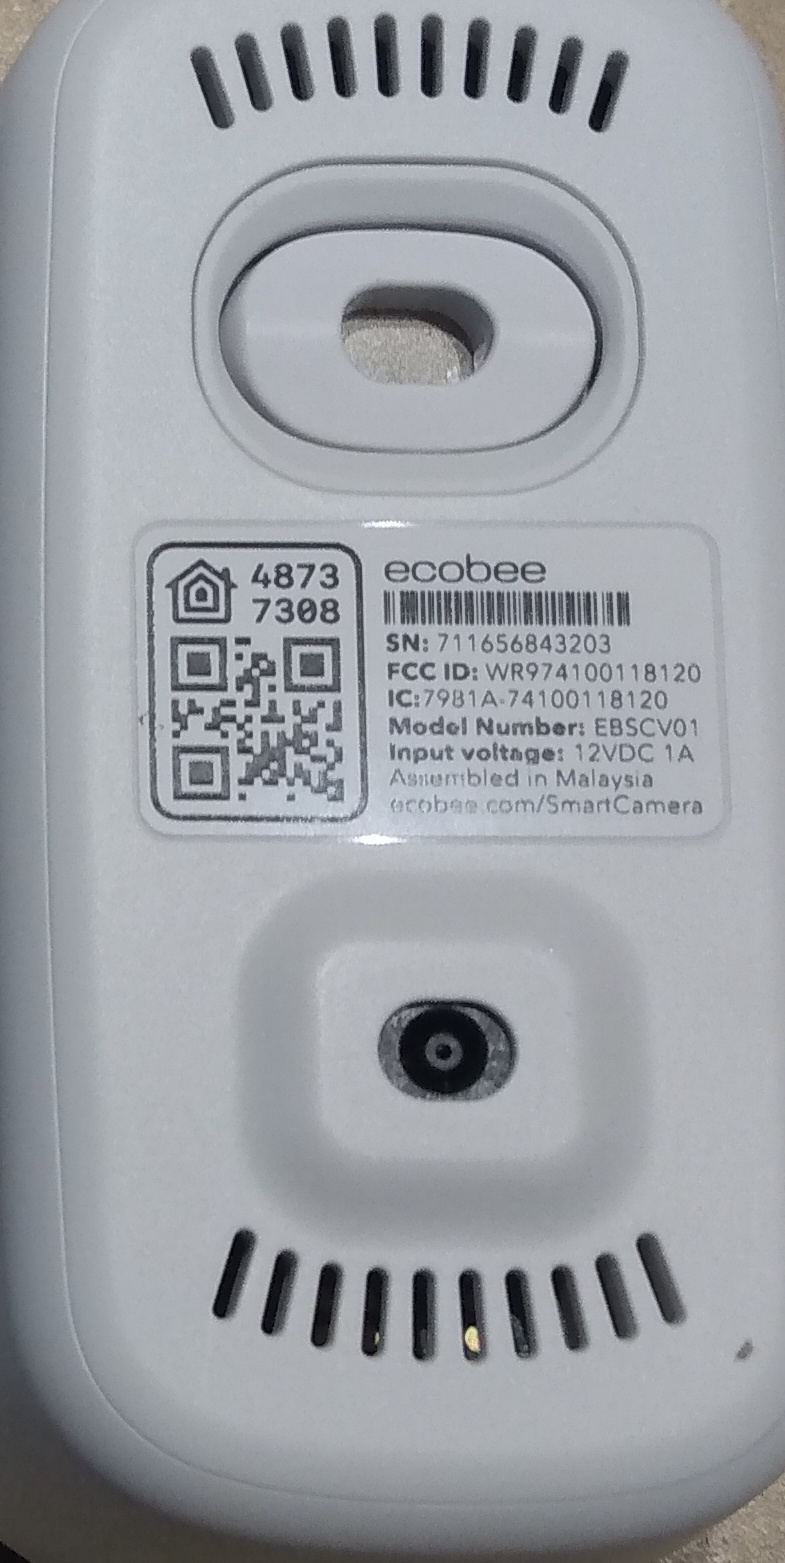 4873
7308
ecobee
SN: 711656843203
FCC ID: WR974100118120
IC:7981A-74100118120
Model Number: EBSCV01
Input voltage: 12VDC 1A
Assembled in Malaysia
ecobee.com/SmartCamera